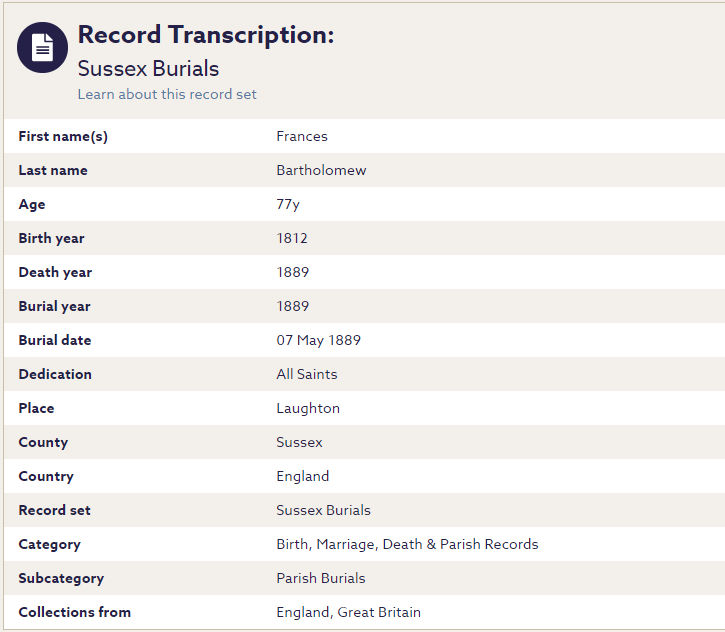 Record Transcription:
Sussex Burials
Learn about this record set
First name(s) Frances
Last name Bartholomew
Age 77y
Birth year 1812
Death year 1889
Burial year 1889
Burial date 07 May 1889
Dedication All Saints
Place Laughton
County Sussex
Country England
Record set Sussex Burials
Category Birth, Marriage, Death & Parish Records
Subcategory Parish Burials
Collections from England, Great Britain